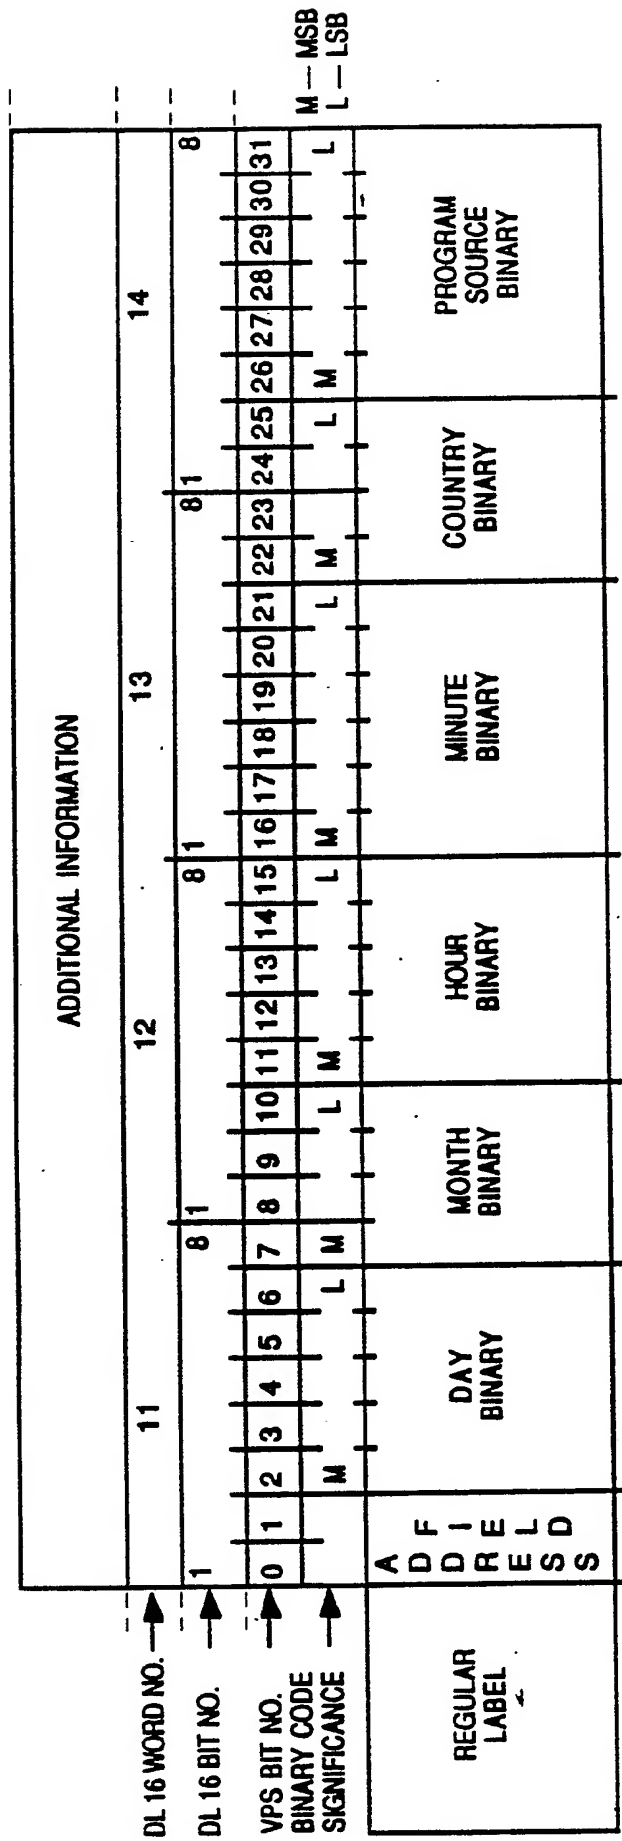 ADDITIONAL INFORMATION
DL 16 WORD NO. 11 12 13 14
DL 16 BIT NO. 1 8 1 8 1 8 1 8
VPS BIT NO. 0 1 2 3 4 5 6 7 8 9 10 11 12 13 14 15 16 17 18 19 20 21 22 23 24 25 26 27 28 29 30 31
BINARY CODE
SIGNIFICANCE M L M L M L M L M L M L
M — MSB
L — LSB
REGULAR
LABEL
ADDRESS
FIELD
DAY
BINARY
MONTH
BINARY
HOUR
BINARY
MINUTE
BINARY
COUNTRY
BINARY
PROGRAM
SOURCE
BINARY